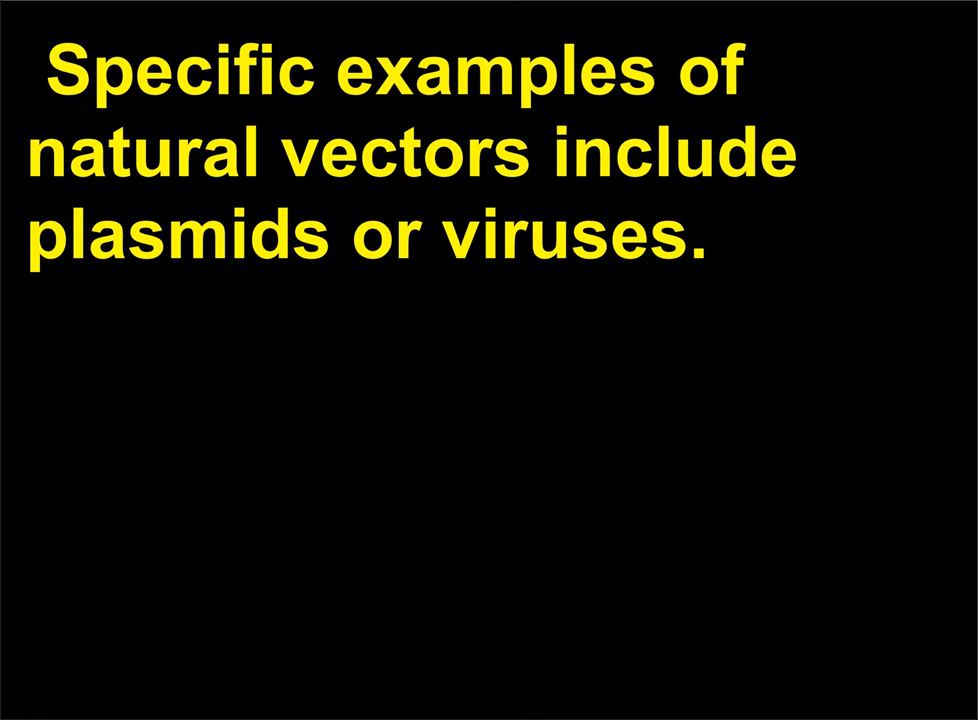 Specific examples of
natural vectors include
plasmids or viruses.